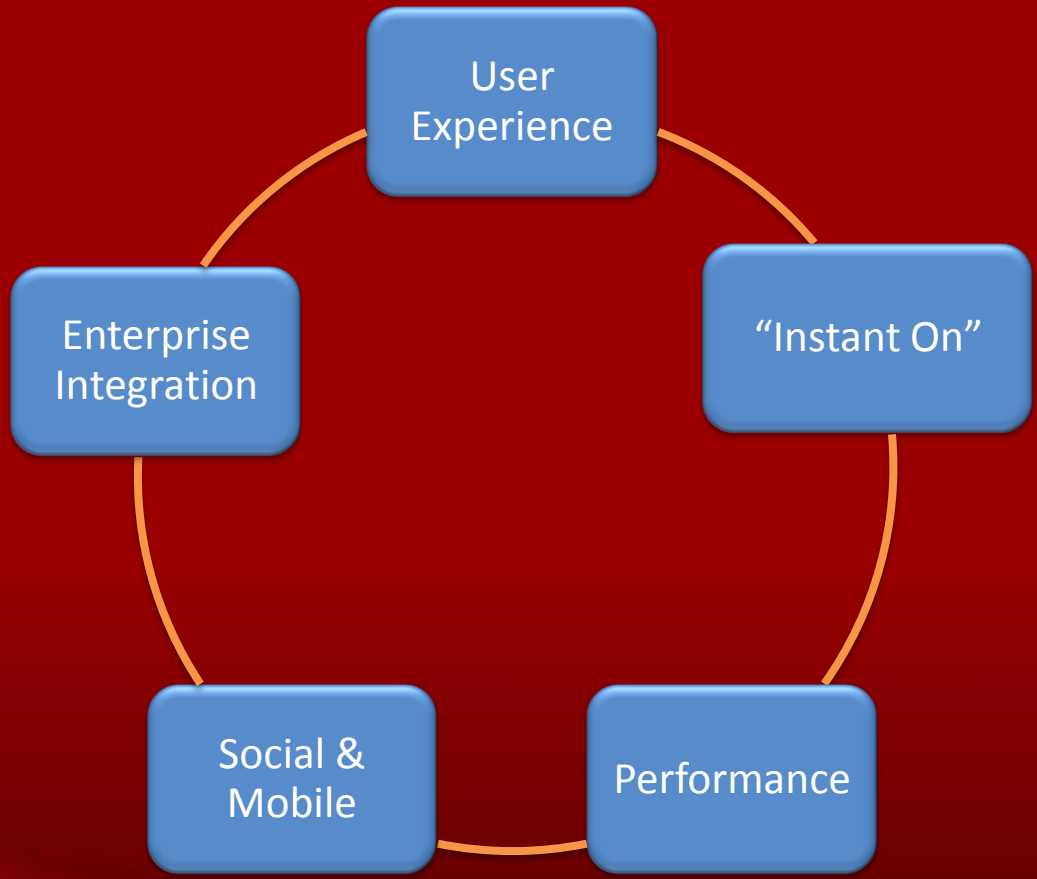 User
Experience
Enterprise
Integration
“Instant On”
Social &
Mobile
Performance